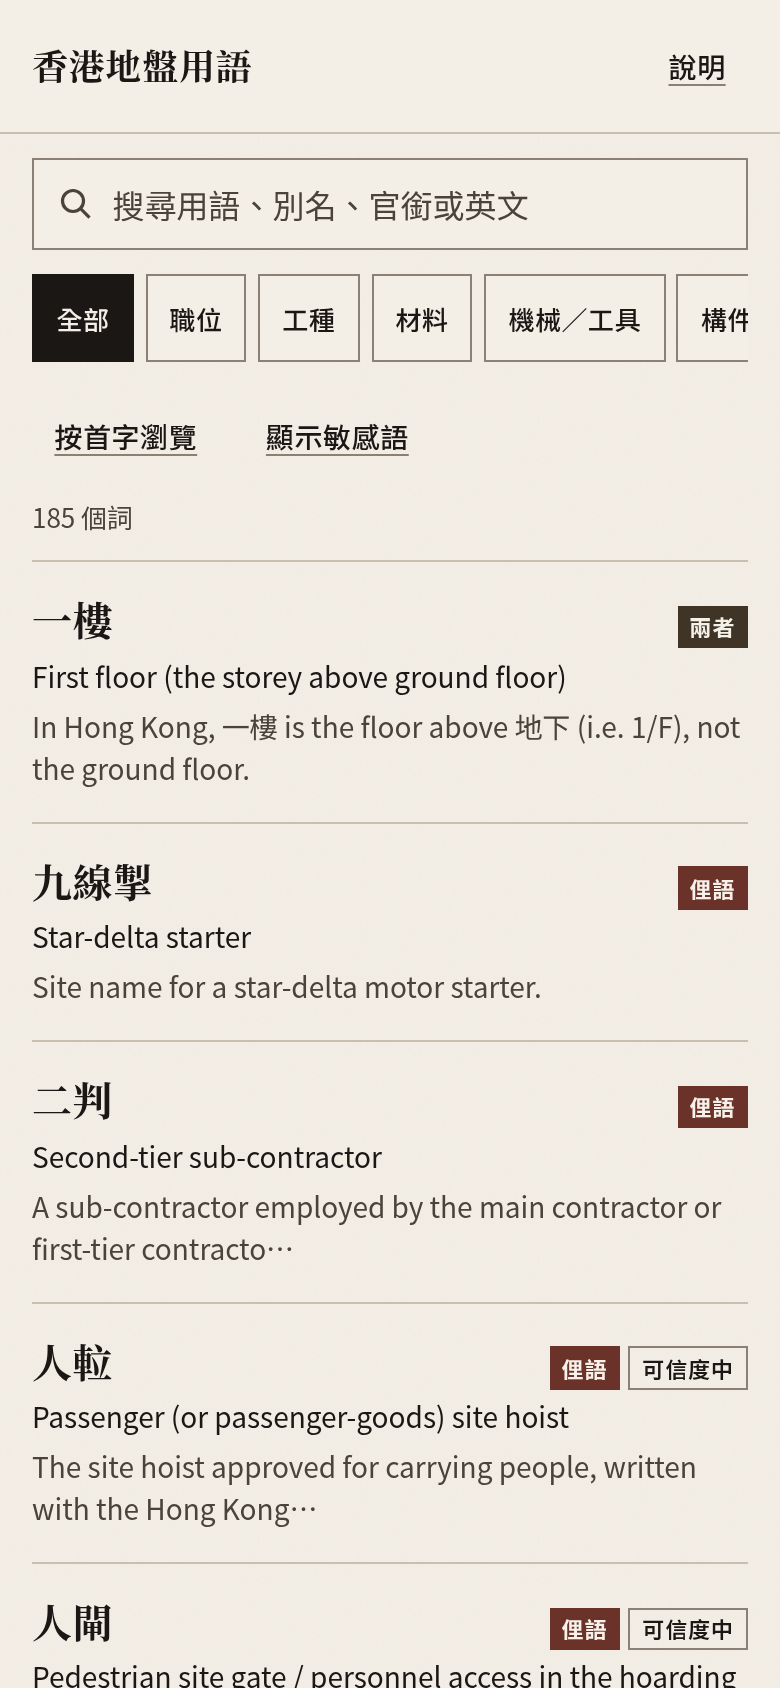 香港地盤用語
說明
搜尋用語、別名、官銜或英文
全部
職位
工種
材料
機械／工具
構件
按首字瀏覽
顯示敏感語
185 個詞
一樓
兩者
First floor (the storey above ground floor)
In Hong Kong, 一樓 is the floor above 地下 (i.e. 1/F), not
the ground floor.
九線掣
俚語
Star-delta starter
Site name for a star-delta motor starter.
二判
俚語
Second-tier sub-contractor
A sub-contractor employed by the main contractor or
first-tier contracto⋯
人䡁
俚語
可信度中
Passenger (or passenger-goods) site hoist
The site hoist approved for carrying people, written
with the Hong Kong⋯
人閘
俚語
可信度中
Pedestrian site gate / personnel access in the hoarding